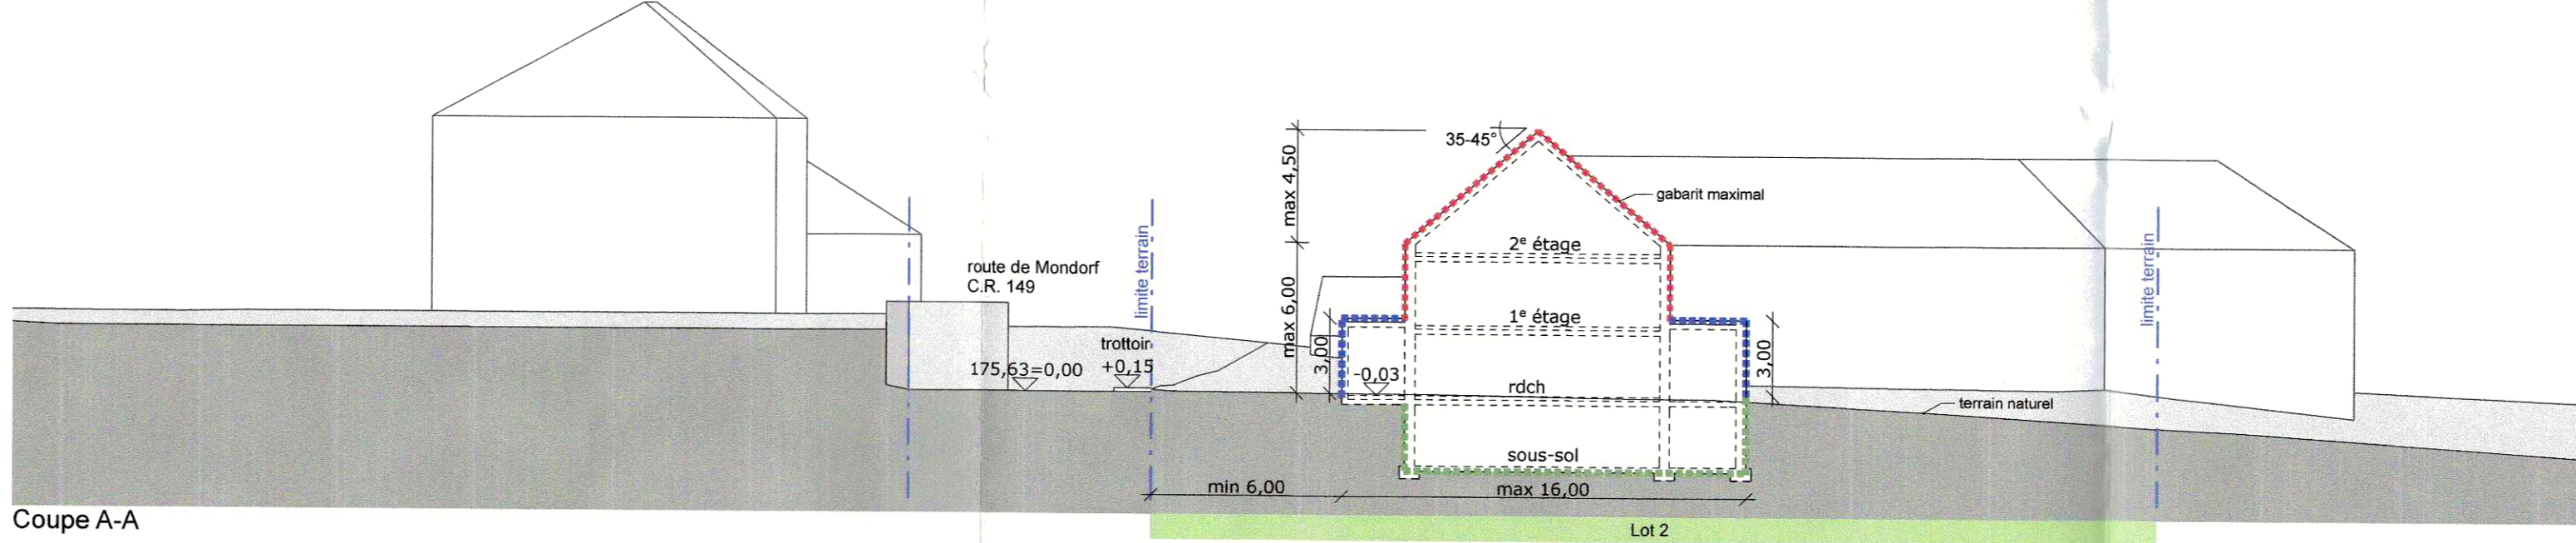 35-45°
max 4,50
gabarit maximal
limite terrain
limite terrain
2e étage
route de Mondorf
C.R. 149
max 6,00
1e étage
trottoir
+0,15
175,63=0,00
3,00
-0,03
3,00
rdch
terrain naturel
sous-sol
min 6,00
max 16,00
Coupe A-A
Lot 2